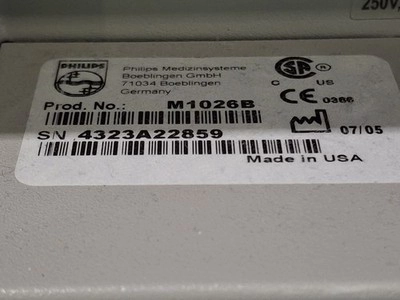 250V,
PHILIPS
Philips Medizinsysteme
Boeblingen GmbH
71034 Boeblingen
Germany
C US
CE 0366
Prod. No.: M1026B
07/05
SN 4323A22859
Made in USA